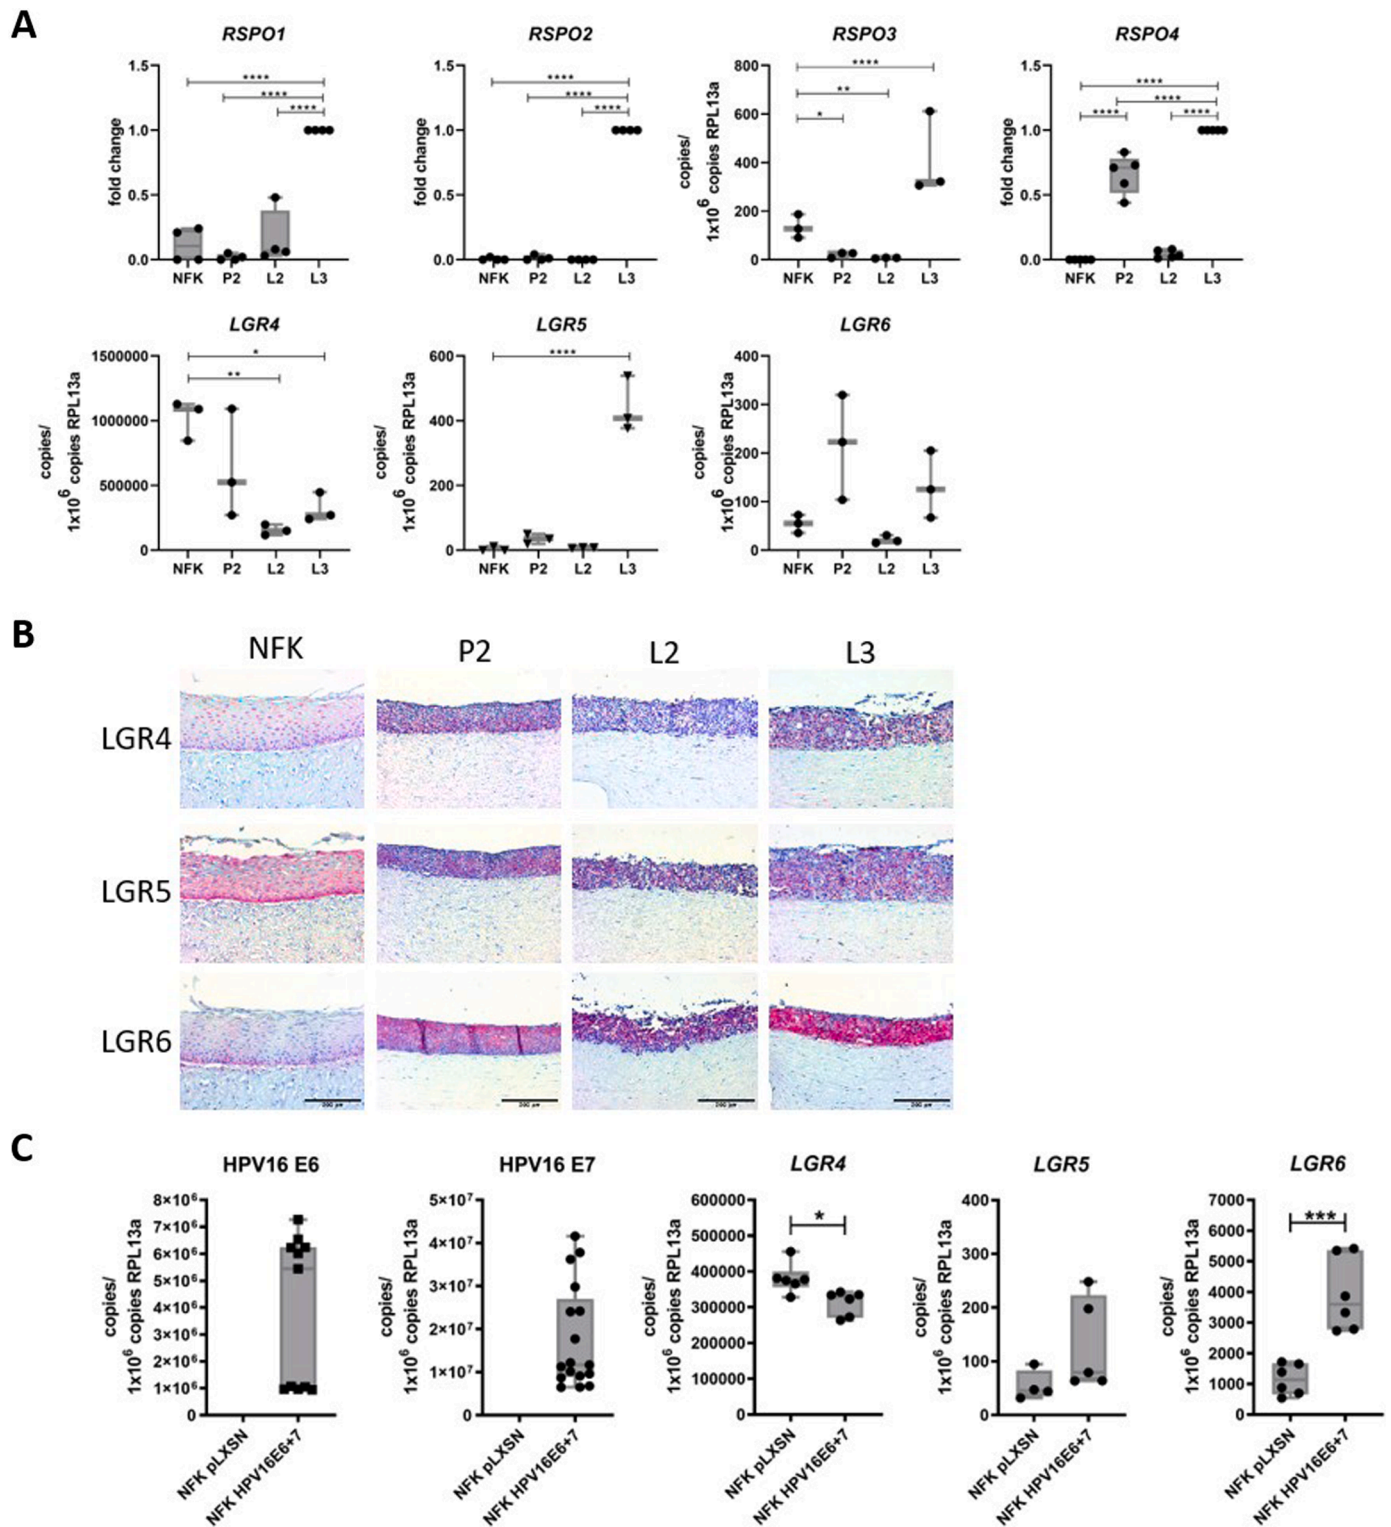 A
RSPO1 RSPO2 RSPO3 RSPO4
1.5 1.0 0.5 0.0
fold change
**** **** ****
NFK P2 L2 L3
1.5 1.0 0.5 0.0
fold change
**** **** ****
NFK P2 L2 L3
800 600 400 200 0
copies/
1x10^6 copies RPL13a
**** ** *
NFK P2 L2 L3
1.5 1.0 0.5 0.0
fold change
**** **** **** ****
NFK P2 L2 L3
LGR4 LGR5 LGR6
1500000 1000000 500000 0
copies/
1x10^6 copies RPL13a
* **
NFK P2 L2 L3
600 400 200 0
copies/
1x10^6 copies RPL13a
****
NFK P2 L2 L3
400 300 200 100 0
copies/
1x10^6 copies RPL13a
NFK P2 L2 L3
B
NFK P2 L2 L3
LGR4
LGR5
LGR6
C
HPV16 E6 HPV16 E7 LGR4 LGR5 LGR6
8×10^6 7×10^6 6×10^6 5×10^6 4×10^6 3×10^6 2×10^6 1×10^6 0
copies/
1x10^6 copies RPL13a
NFK pLXSN
NFK HPV16E6+7
5×10^7 4×10^7 3×10^7 2×10^7 1×10^7 0
copies/
1x10^6 copies RPL13a
NFK pLXSN
NFK HPV16E6+7
600000 500000 400000 300000 200000 100000 0
copies/
1x10^6 copies RPL13a
*
NFK pLXSN
NFK HPV16E6+7
400 300 200 100 0
copies/
1x10^6 copies RPL13a
NFK pLXSN
NFK HPV16E6+7
7000 6000 5000 4000 3000 2000 1000 0
copies/
1x10^6 copies RPL13a
***
NFK pLXSN
NFK HPV16E6+7